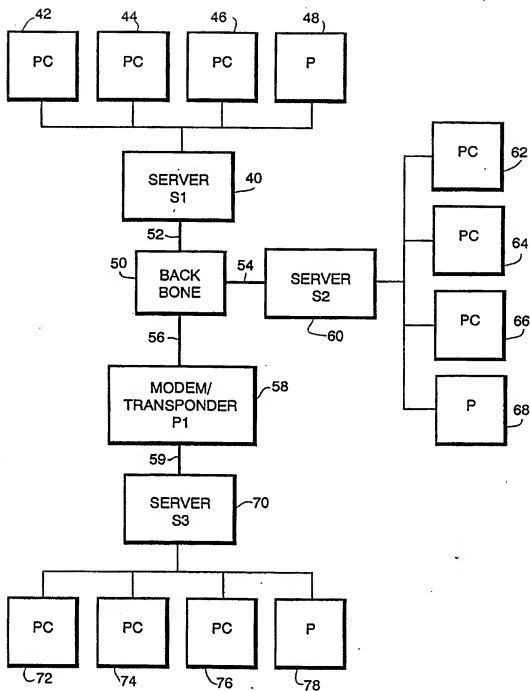 42 44 46 48
PC PC PC P
SERVER
S1
40
52
50
BACK
BONE
54
SERVER
S2
60
PC
62
PC
64
PC
66
P
68
56
MODEM/
TRANSPONDER
P1
58
59
SERVER
S3
70
PC PC PC P
72 74 76 78